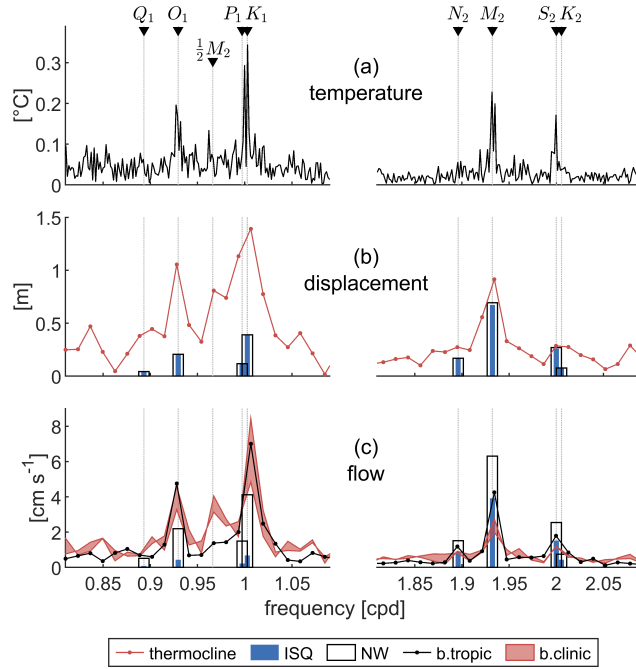 Q₁ O₁ P₁ K₁ N₂ M₂ S₂ K₂
½M₂
(a)
temperature
[°C]
0.3
0.2
0.1
0
(b)
displacement
[m]
1.5
1
0.5
0
(c)
flow
[cm s⁻¹]
8
6
4
2
0
0.85 0.9 0.95 1 1.05 1.85 1.9 1.95 2 2.05
frequency [cpd] frequency [cpd]
thermocline ISQ NW b.tropic b.clinic